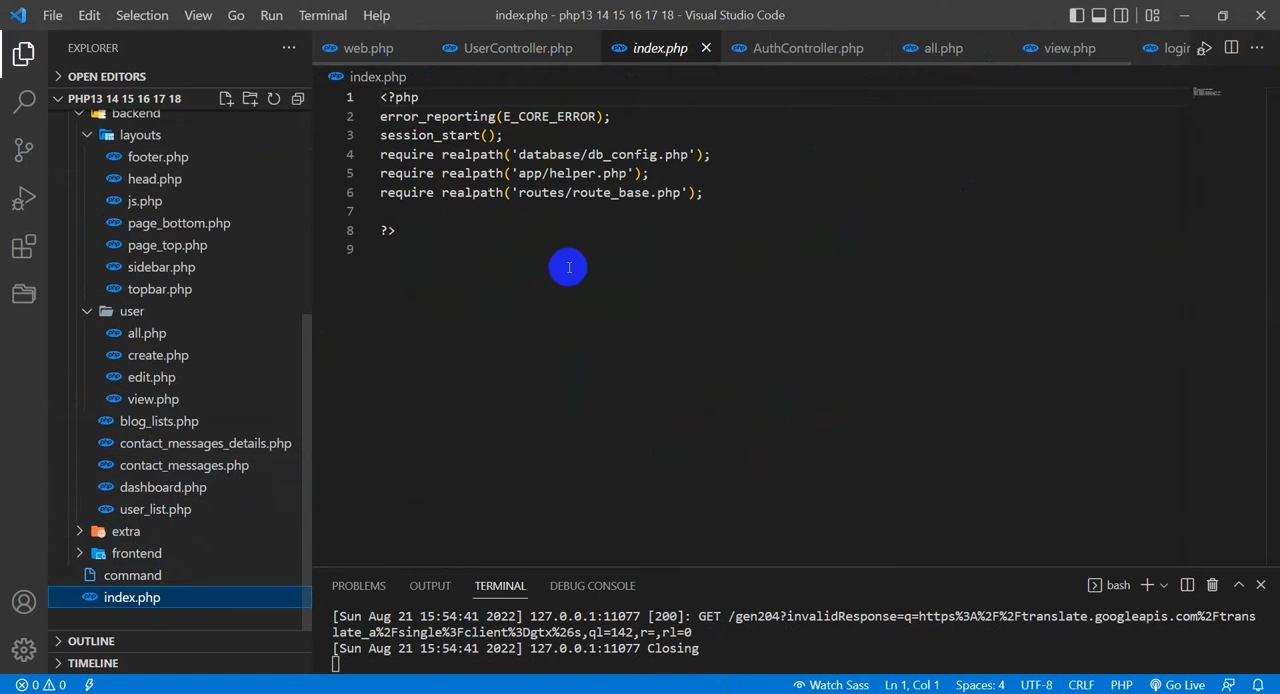 File Edit Selection View Go Run Terminal Help index.php - php13 14 15 16 17 18 - Visual Studio Code
EXPLORER
web.php UserController.php index.php AuthController.php all.php view.php login
OPEN EDITORS
PHP13 14 15 16 17 18
backend
layouts
footer.php
head.php
js.php
page_bottom.php
page_top.php
sidebar.php
topbar.php
user
all.php
create.php
edit.php
view.php
blog_lists.php
contact_messages_details.php
contact_messages.php
dashboard.php
user_list.php
extra
frontend
command
index.php
OUTLINE
TIMELINE
index.php
1 <?php
2 error_reporting(E_CORE_ERROR);
3 session_start();
4 require realpath('database/db_config.php');
5 require realpath('app/helper.php');
6 require realpath('routes/route_base.php');
7
8 ?>
9
PROBLEMS OUTPUT TERMINAL DEBUG CONSOLE bash
[Sun Aug 21 15:54:41 2022] 127.0.0.1:11077 [200]: GET /gen204?invalidResponse=q=https%3A%2F%2Ftranslate.googleapis.com%2Ftrans
late_a%2Fsingle%3Fclient%3Dgtx%26s,ql=142,r=,rl=0
[Sun Aug 21 15:54:41 2022] 127.0.0.1:11077 Closing
0 0 Watch Sass Ln 1, Col 1 Spaces: 4 UTF-8 CRLF PHP Go Live